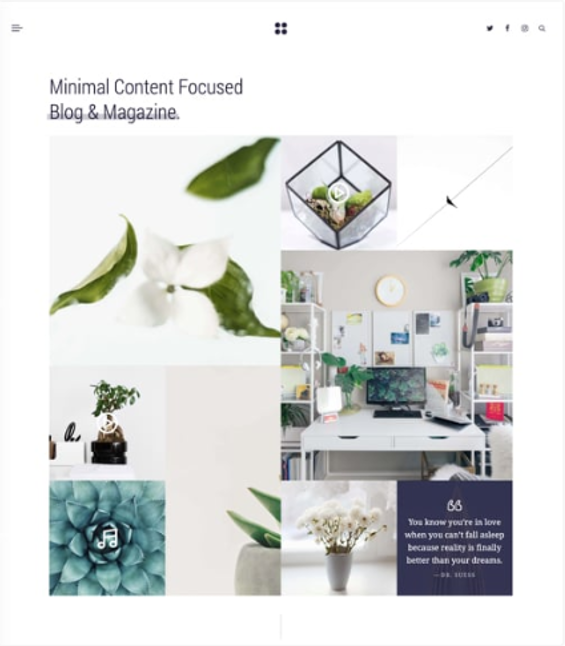 Minimal Content Focused
Blog & Magazine.
You know you're in love
when you can't fall asleep
because reality is finally
better than your dreams.
— DR. SUESS